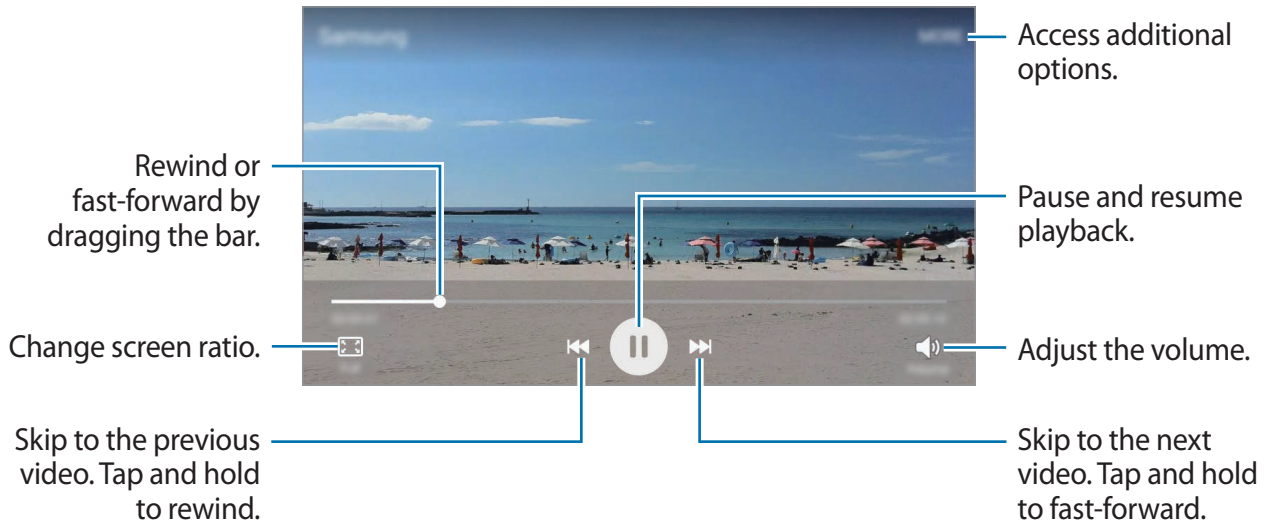 Samsung
MORE
Access additional
options.
Rewind or
fast-forward by
dragging the bar.
Pause and resume
playback.
Change screen ratio.
Adjust the volume.
Skip to the previous
video. Tap and hold
to rewind.
Skip to the next
video. Tap and hold
to fast-forward.